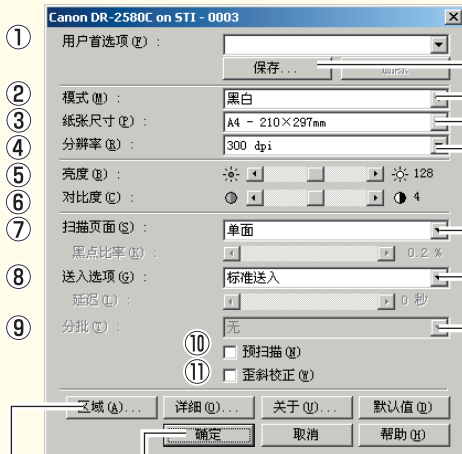 Canon DR-2580C on STI - 0003
① 用户首选项(F) :
保存... 删除
② 模式(M) : 黑白
③ 纸张尺寸(P) : A4 - 210×297mm
④ 分辨率(R) : 300 dpi
⑤ 亮度(B) : 128
⑥ 对比度(C) : 4
⑦ 扫描页面(S) : 单面
黑点比率(K) : 0.2 %
⑧ 送入选项(G) : 标准送入
延迟(L) : 0 秒
⑨ 分批(T) : 无
⑩ 预扫描(N)
⑪ 歪斜校正(W)
区域(A)... 详细(O)... 关于(U)... 默认值(D)
确定 取消 帮助(H)